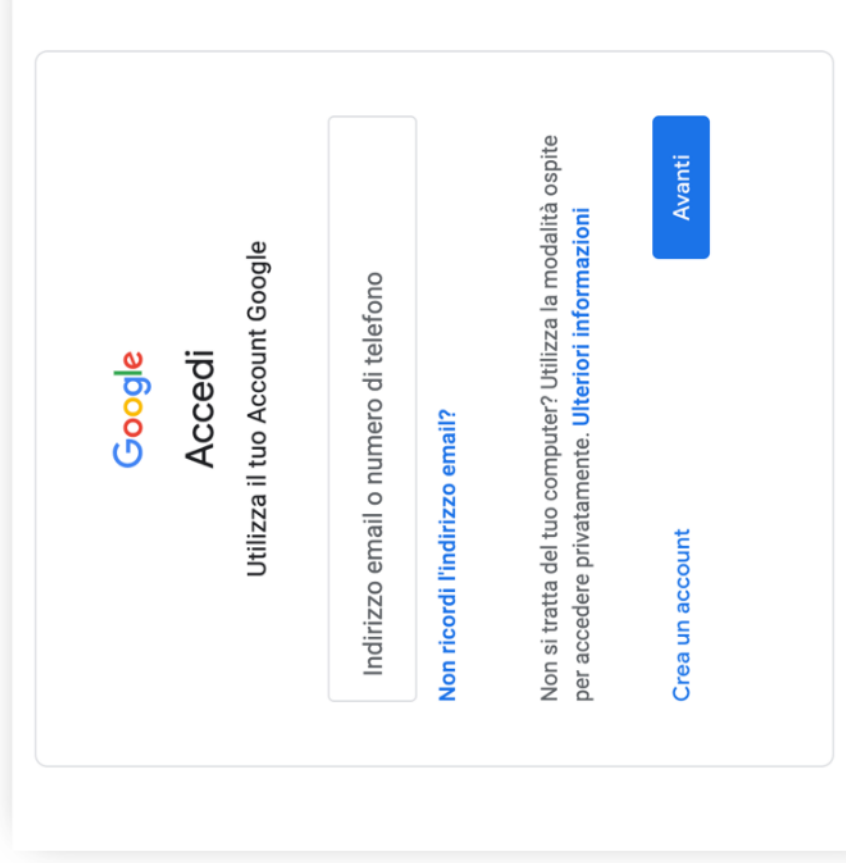 Google
Accedi
Utilizza il tuo Account Google
Indirizzo email o numero di telefono
Non ricordi l'indirizzo email?
Non si tratta del tuo computer? Utilizza la modalità ospite
per accedere privatamente. Ulteriori informazioni
Crea un account
Avanti